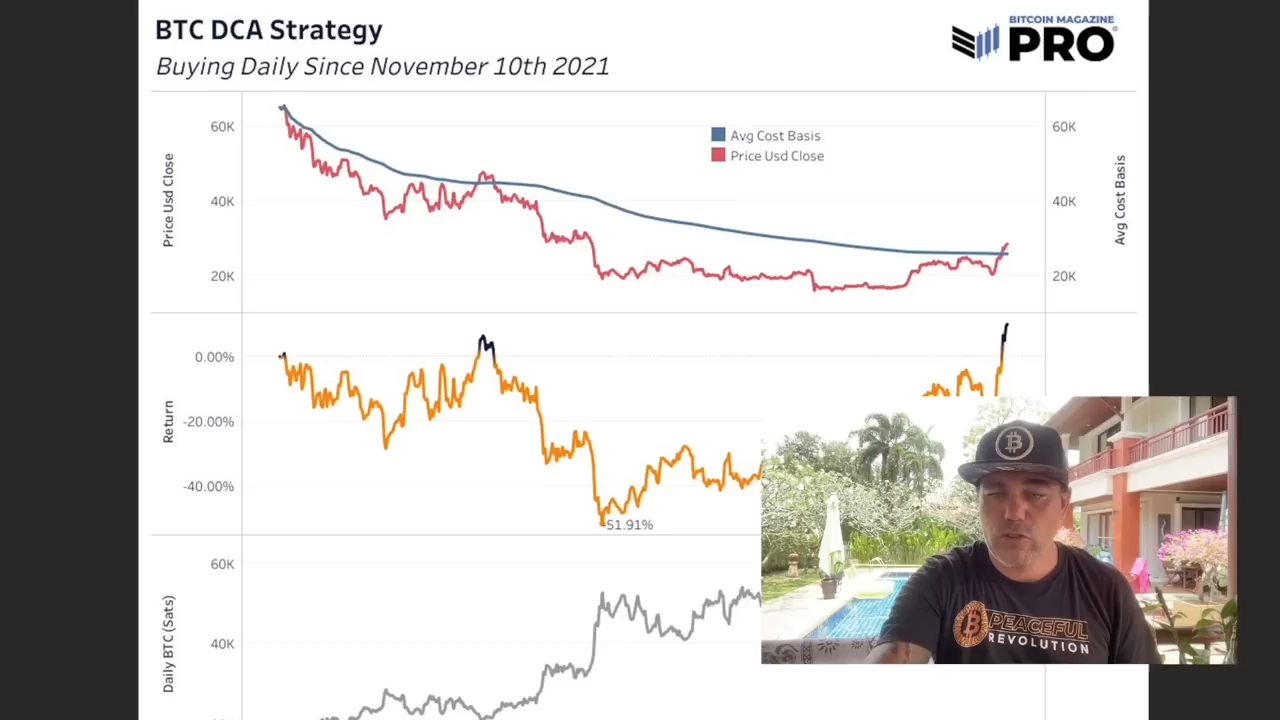 BTC DCA Strategy
Buying Daily Since November 10th 2021
BITCOIN MAGAZINE
PRO
Price Usd Close
60K
40K
20K
Avg Cost Basis
Price Usd Close
60K
40K
20K
Avg Cost Basis
Return
0.00%
-20.00%
-40.00%
-51.91%
Daily BTC (Sats)
60K
40K
PEACEFUL
REVOLUTION